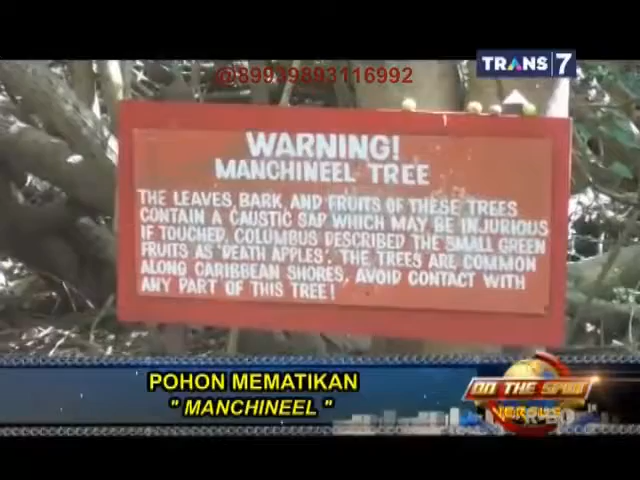 @89939893116992
TRANS 7
WARNING!
MANCHINEEL TREE
THE LEAVES, BARK, AND FRUITS OF THESE TREES
CONTAIN A CAUSTIC SAP WHICH MAY BE INJURIOUS
IF TOUCHED, COLUMBUS DESCRIBED THE SMALL GREEN
FRUITS AS 'DEATH APPLES'. THE TREES ARE COMMON
ALONG CARIBBEAN SHORES. AVOID CONTACT WITH
ANY PART OF THIS TREE!
POHON MEMATIKAN
" MANCHINEEL "
ON THE SPOT
VERSUS